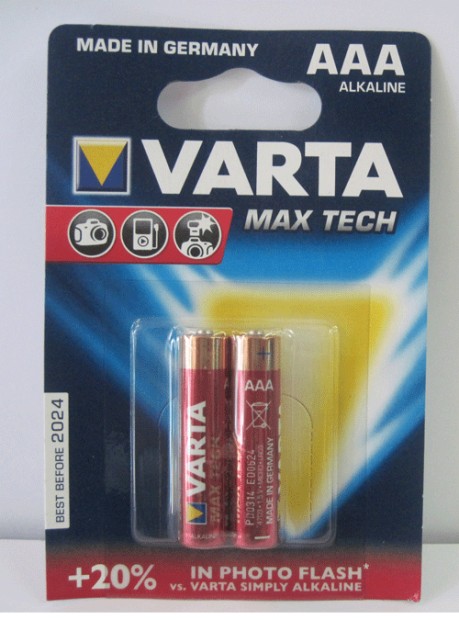 MADE IN GERMANY
AAA
ALKALINE
VARTA
MAX TECH
BEST BEFORE 2024
VARTA
MAX TECH
AAA
MADE IN GERMANY
+20% IN PHOTO FLASH*
vs. VARTA SIMPLY ALKALINE